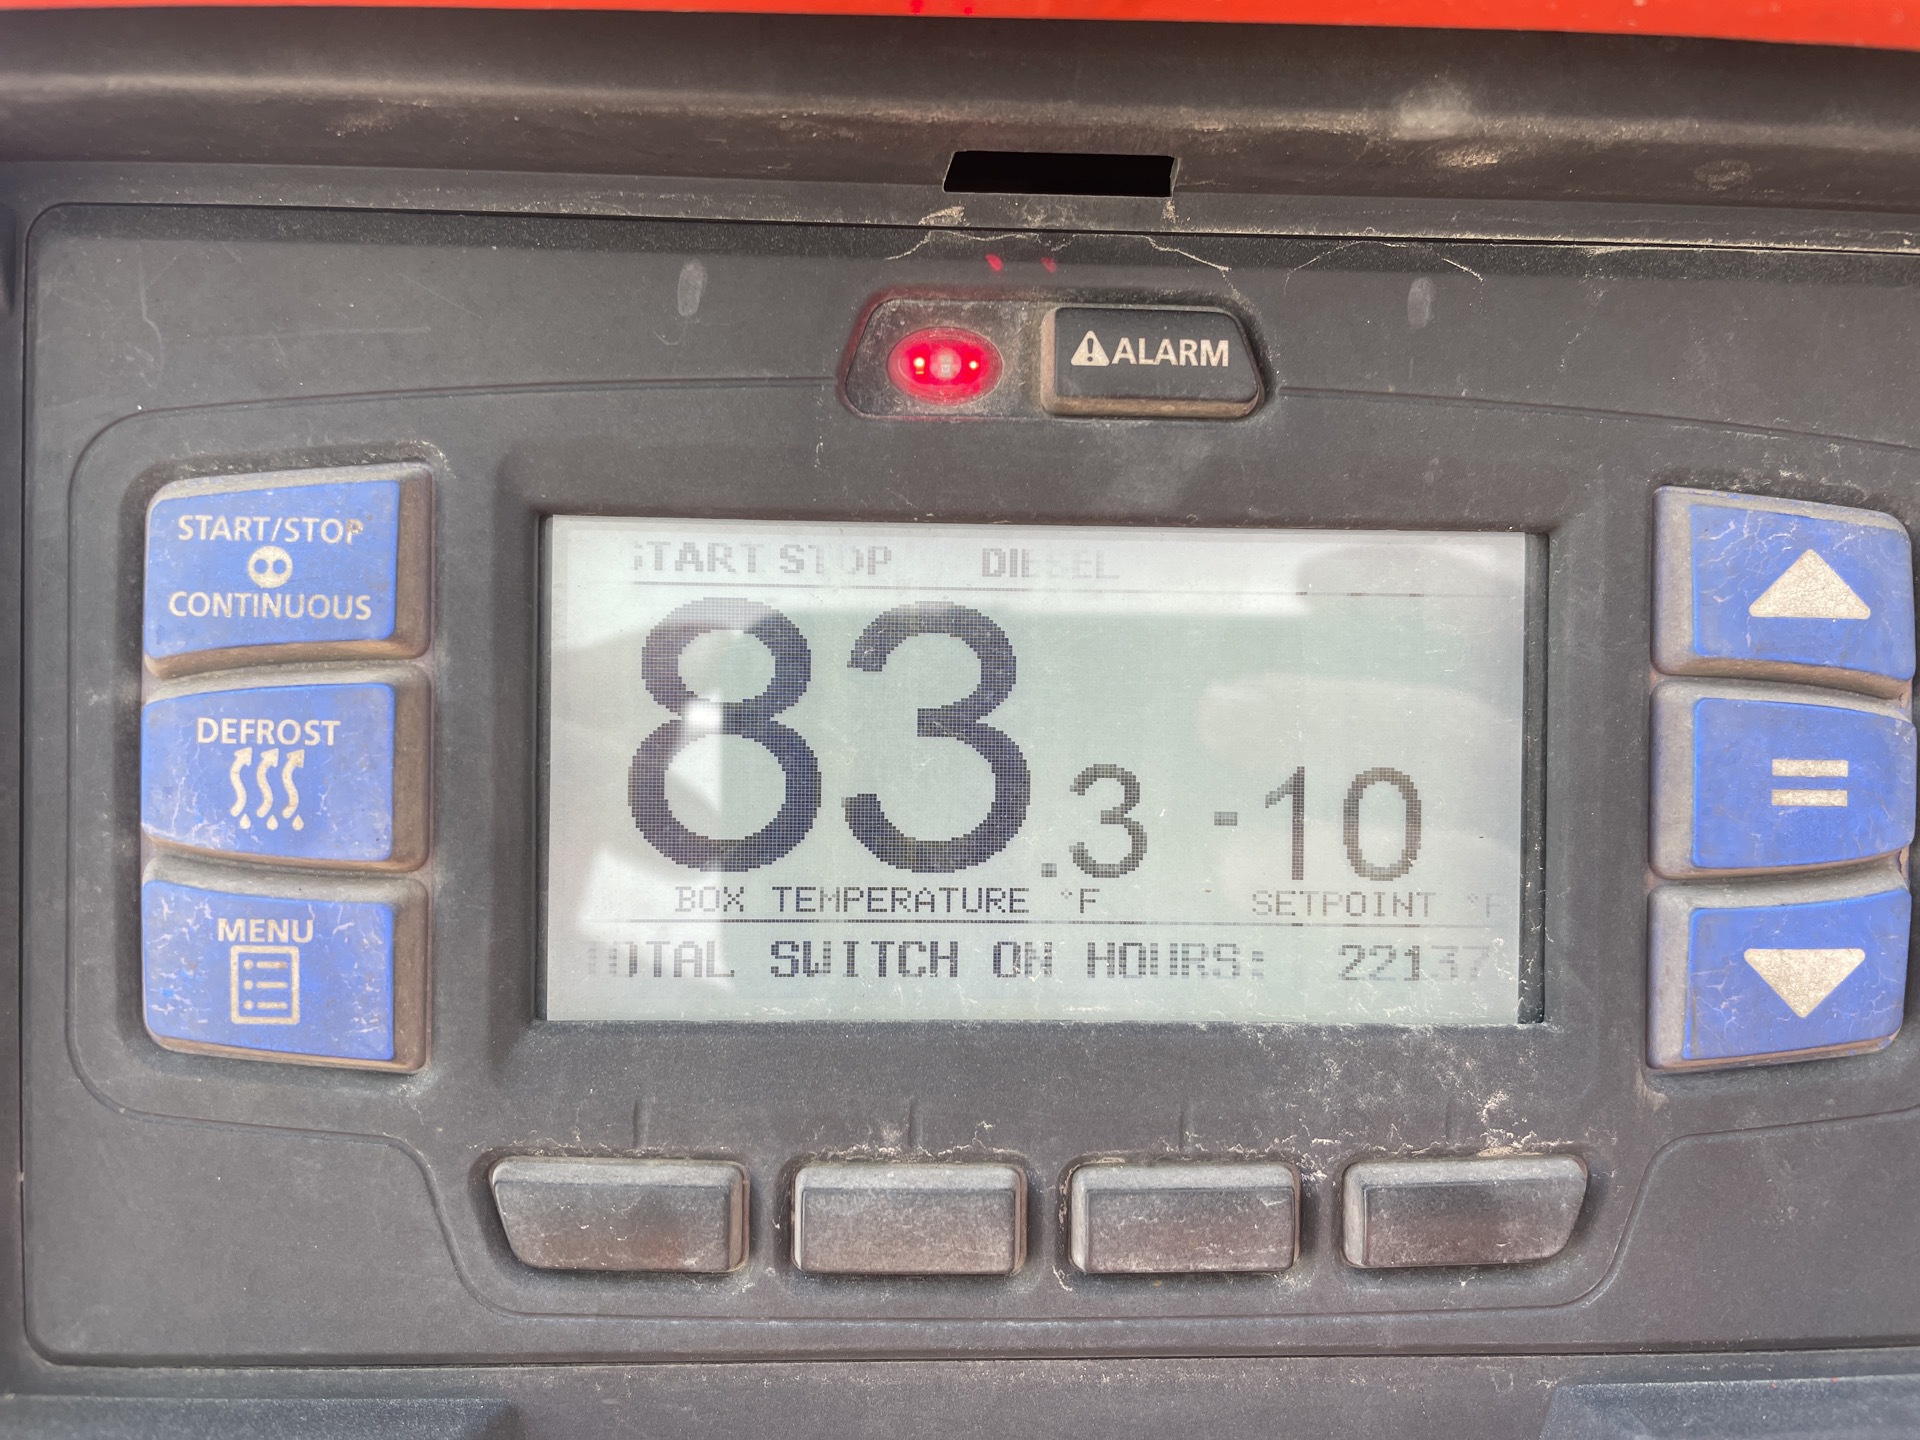 ALARM
START/STOP
CONTINUOUS
DEFROST
MENU
START STOP DIESEL
83.3 -10
BOX TEMPERATURE °F SETPOINT °F
TOTAL SWITCH ON HOURS: 22137